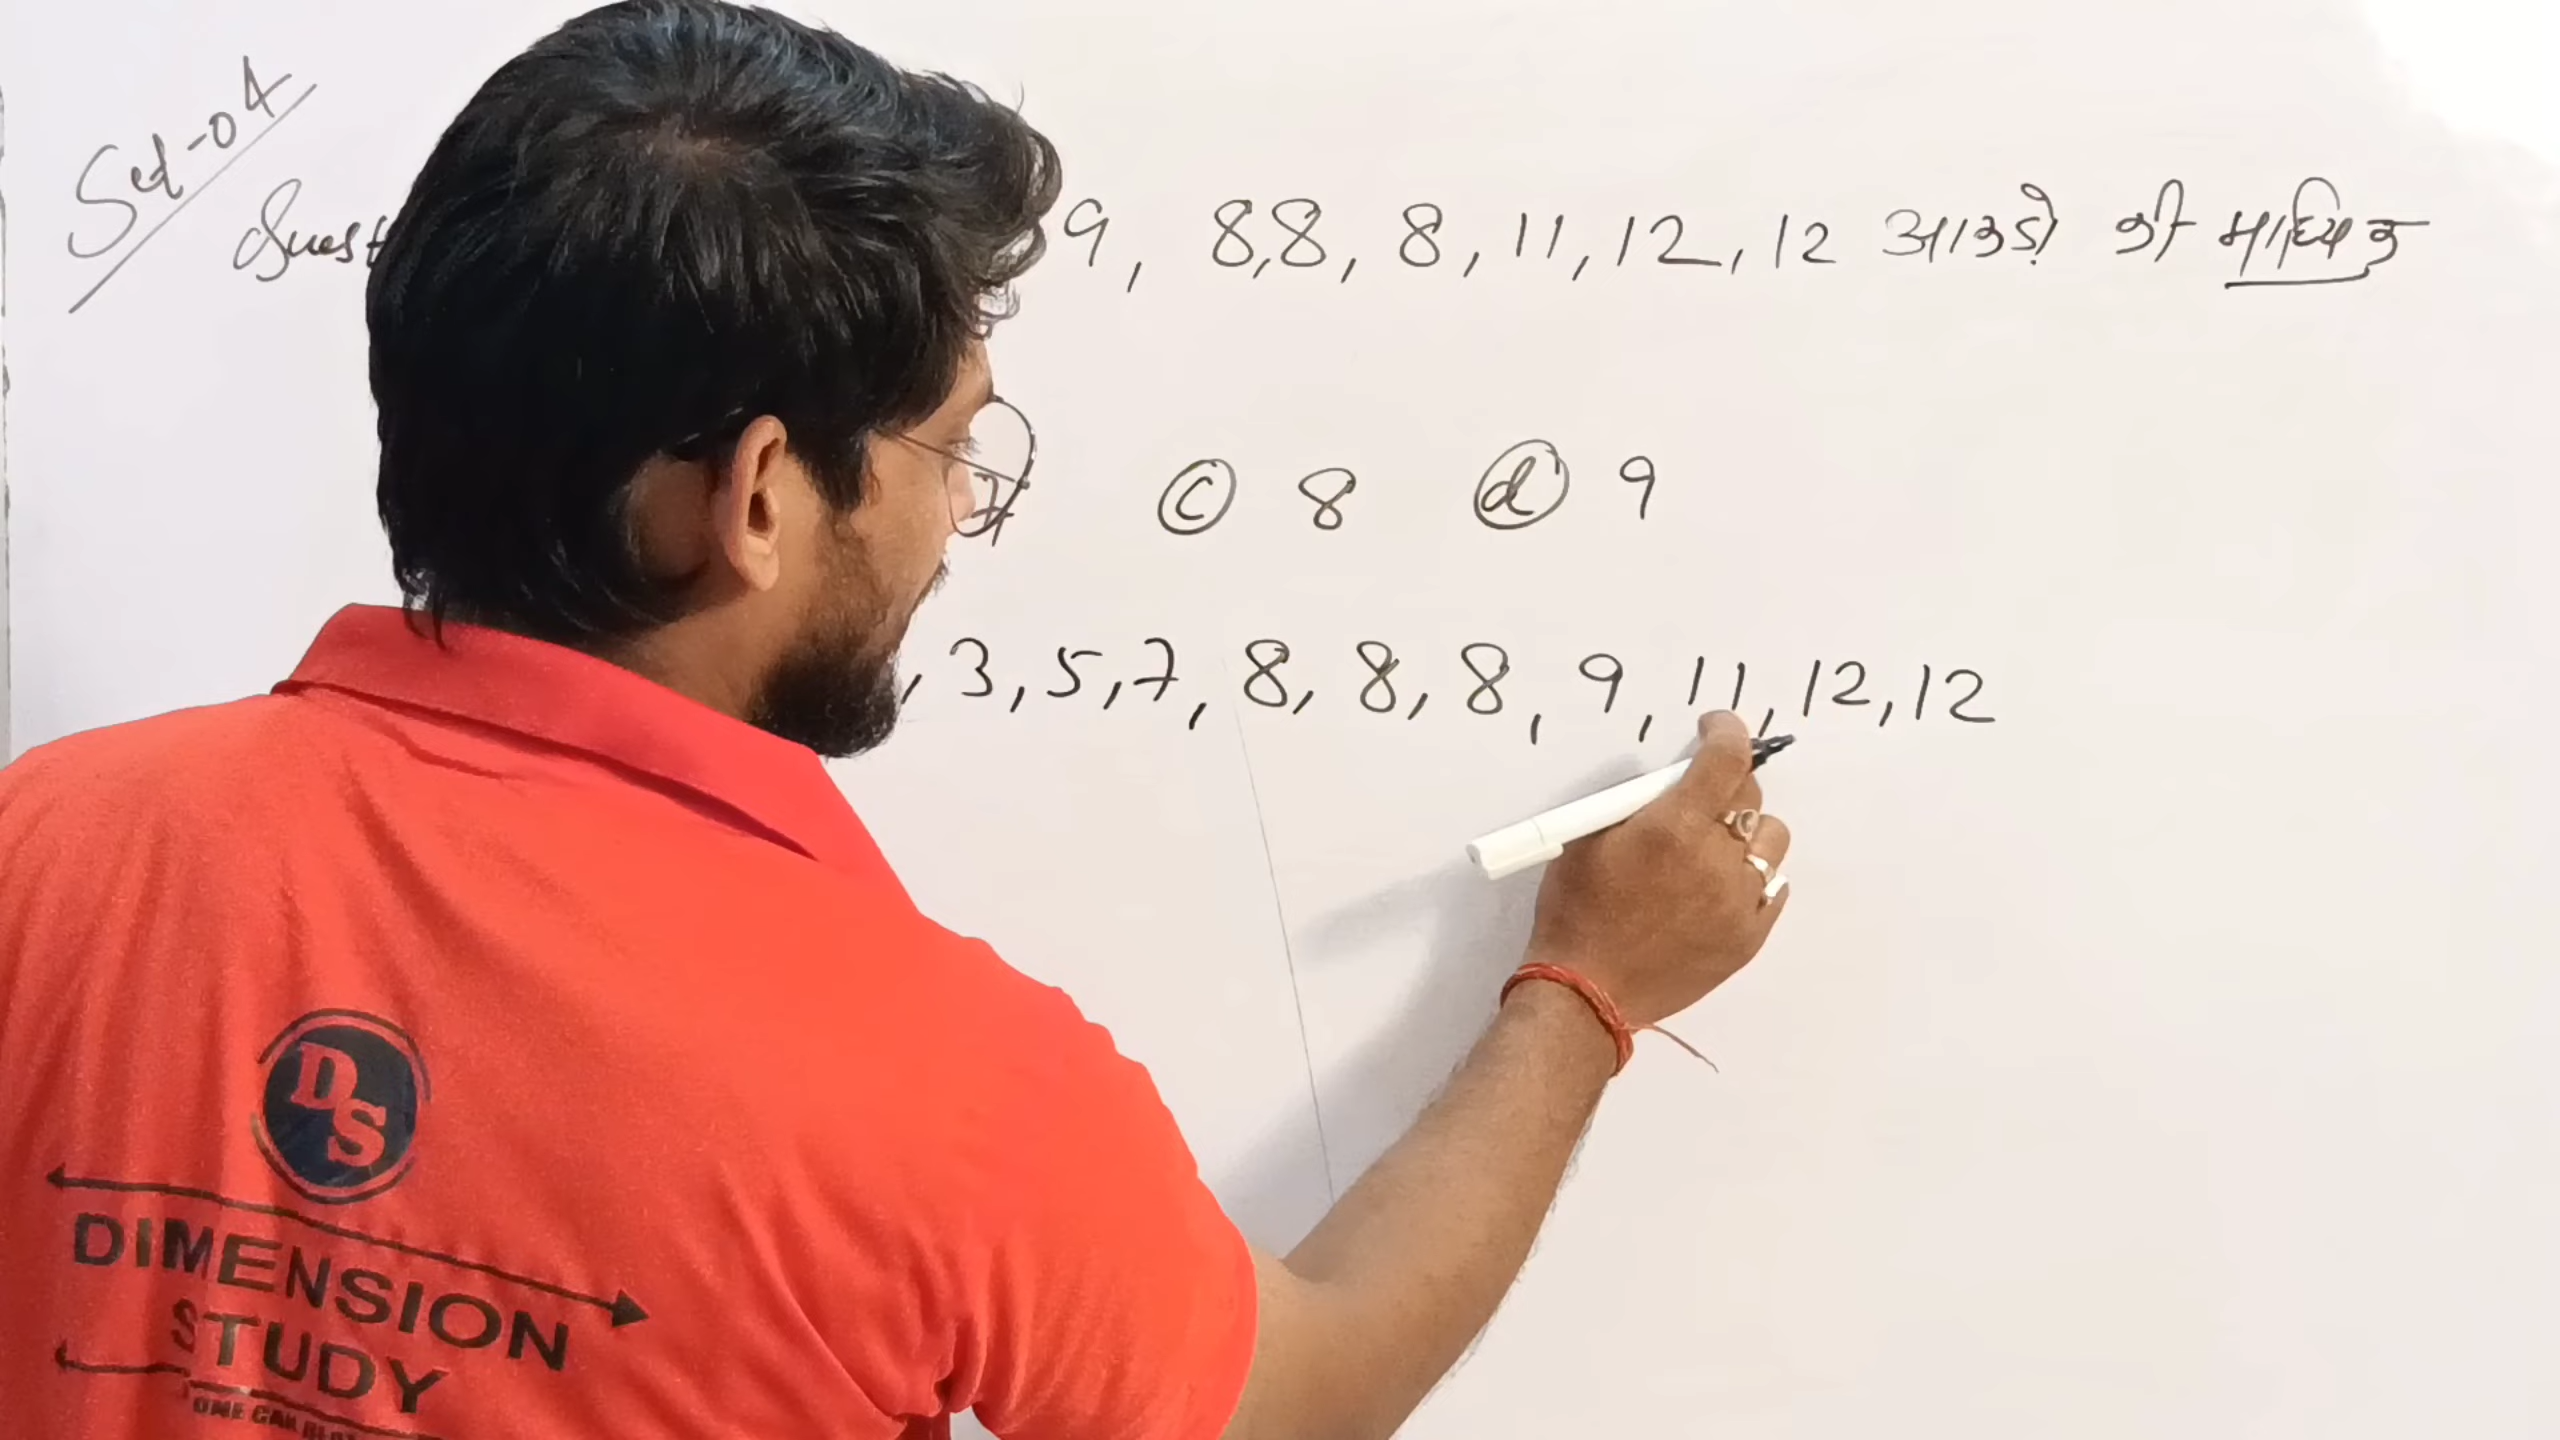 Set-04
Quest 9, 8,8, 8, 11, 12, 12 आकड़ो की माध्यिक
7 ⓒ 8 ⓓ 9
, 3, 5, 7, 8, 8, 8, 9, 11, 12, 12
DS
DIMENSION
STUDY